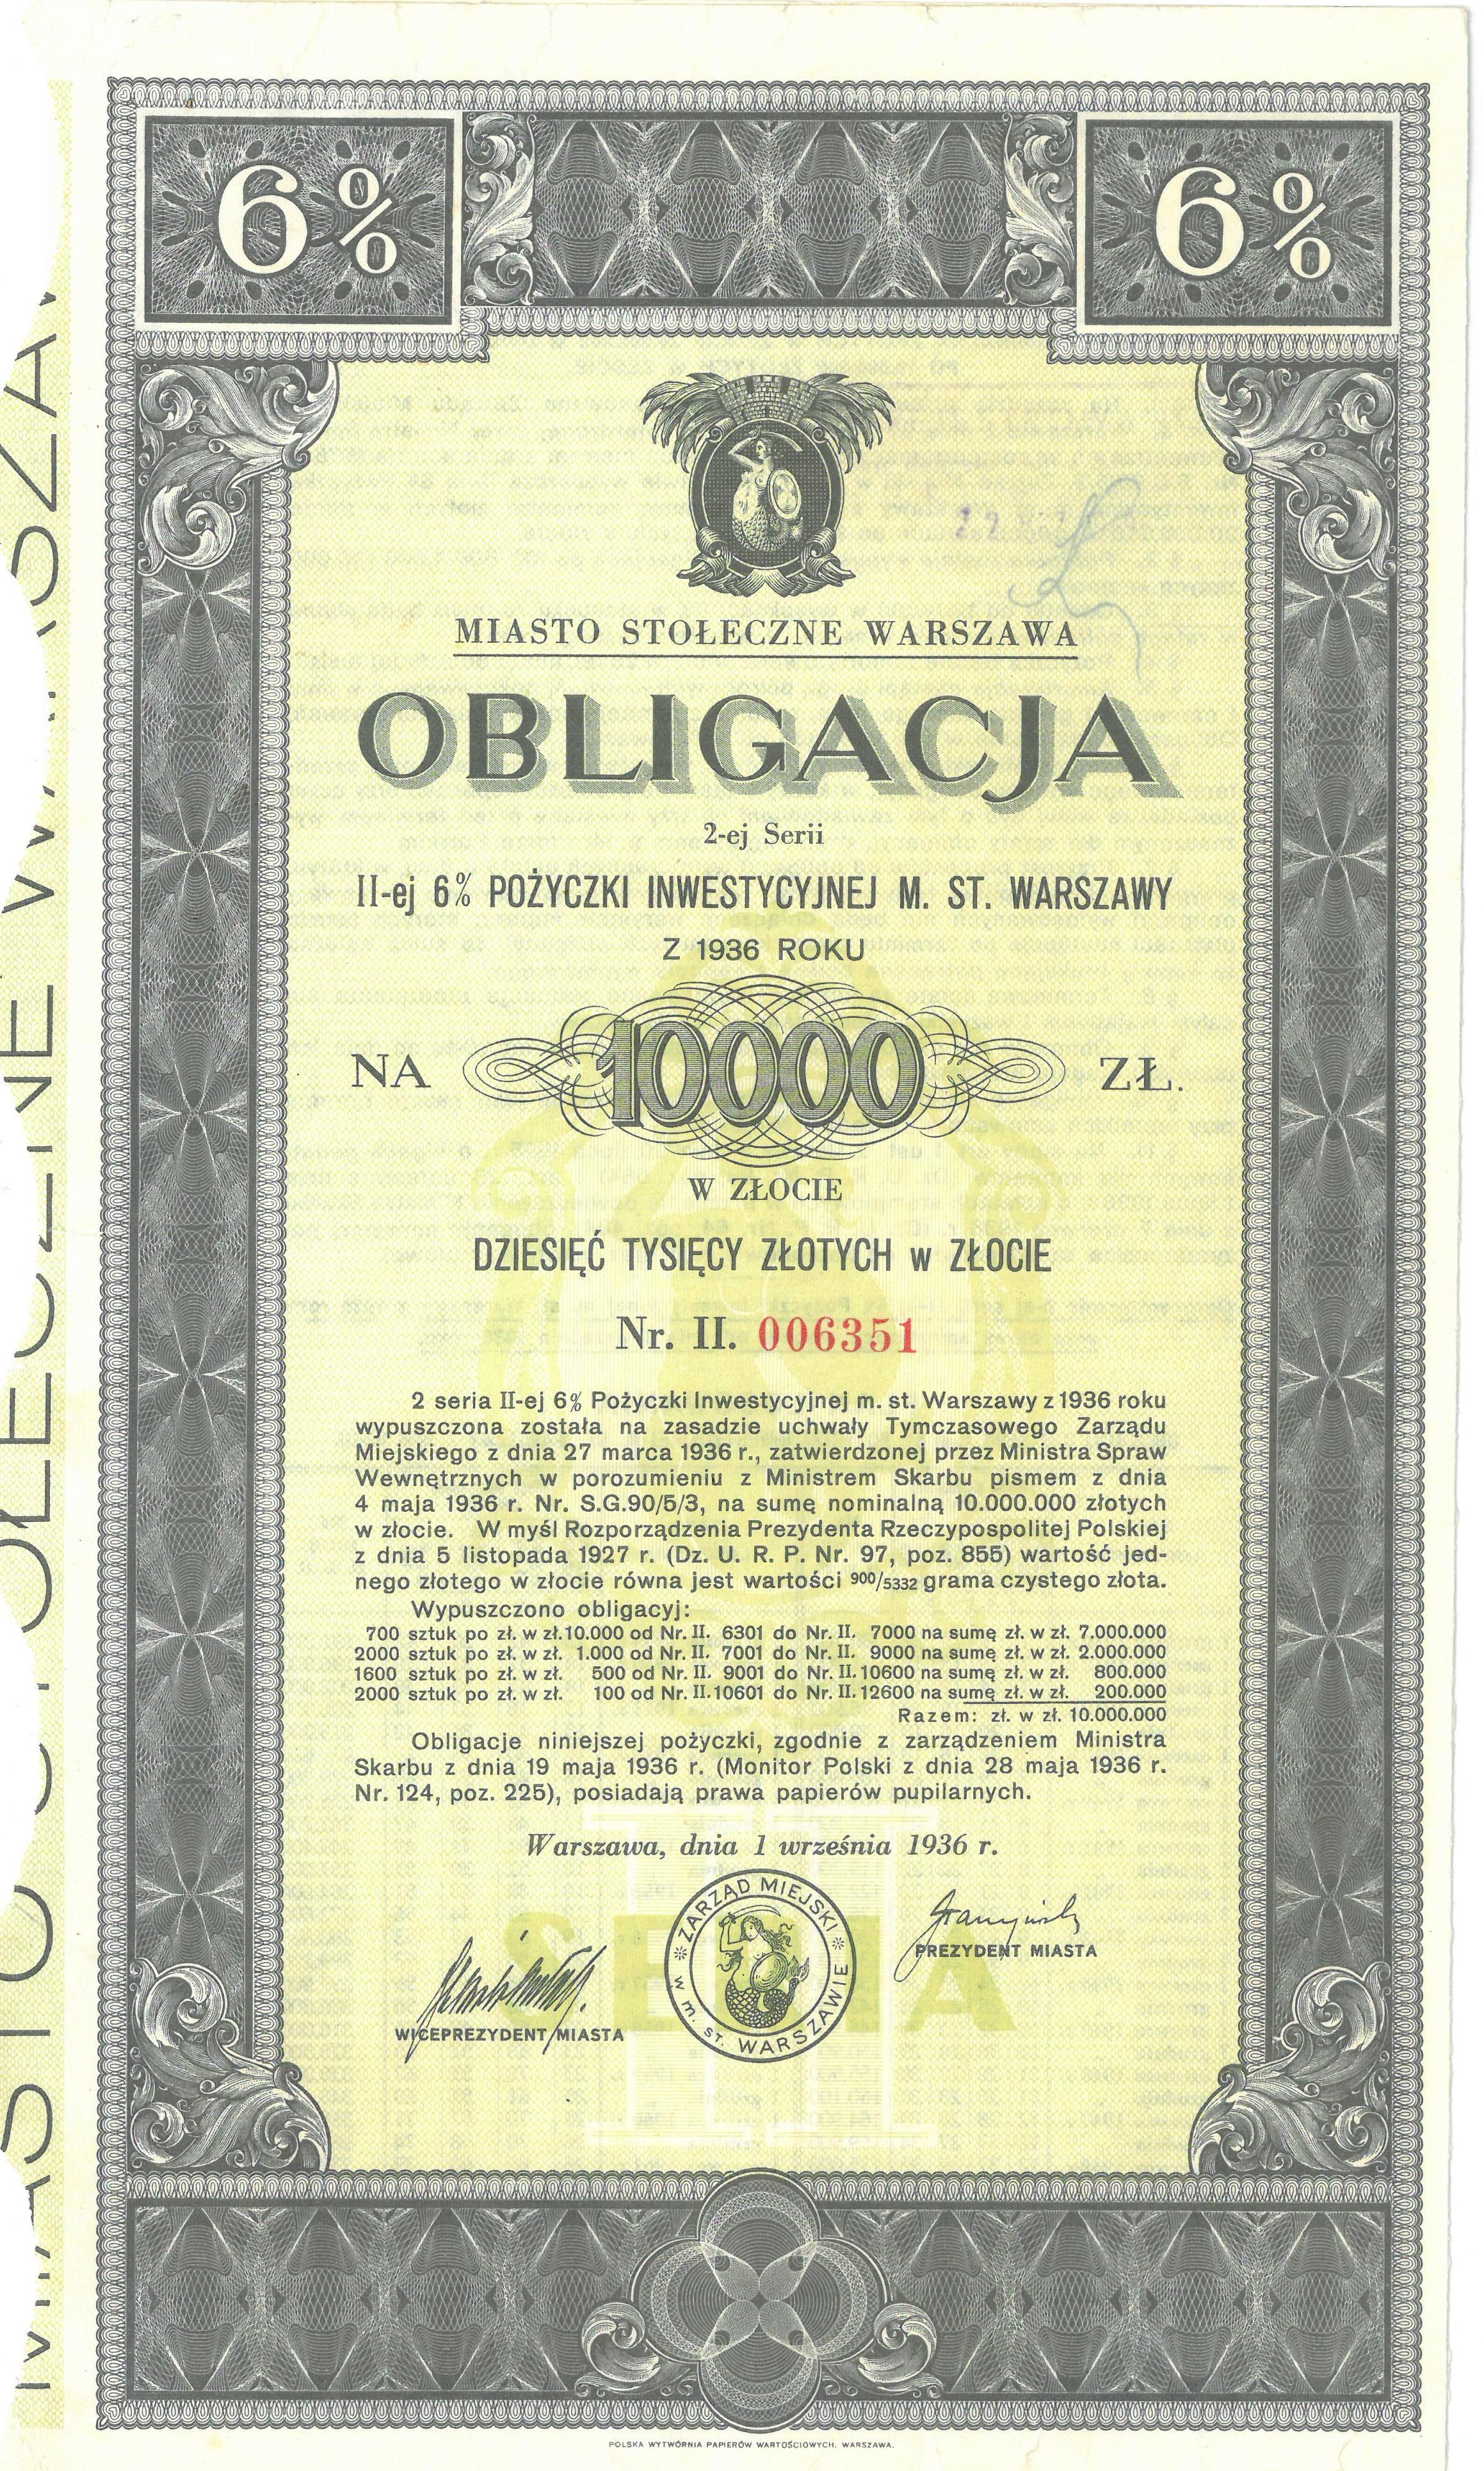 6%
6%
MIASTO STOŁECZNE WARSZAWA
OBLIGACJA
2-ej Serii
II-ej 6% POŻYCZKI INWESTYCYJNEJ M. ST. WARSZAWY
Z 1936 ROKU
NA 10000 ZŁ.
W ZŁOCIE
DZIESIĘĆ TYSIĘCY ZŁOTYCH w ZŁOCIE
Nr. II. 006351
2 seria II-ej 6% Pożyczki Inwestycyjnej m. st. Warszawy z 1936 roku
wypuszczona została na zasadzie uchwały Tymczasowego Zarządu
Miejskiego z dnia 27 marca 1936 r., zatwierdzonej przez Ministra Spraw
Wewnętrznych w porozumieniu z Ministrem Skarbu pismem z dnia
4 maja 1936 r. Nr. S.G.90/5/3, na sumę nominalną 10.000.000 złotych
w złocie. W myśl Rozporządzenia Prezydenta Rzeczypospolitej Polskiej
z dnia 5 listopada 1927 r. (Dz. U. R. P. Nr. 97, poz. 855) wartość jed-
nego złotego w złocie równa jest wartości 900/5332 grama czystego złota.
Wypuszczono obligacyj:
700 sztuk po zł. w zł. 10.000 od Nr. II. 6301 do Nr. II. 7000 na sumę zł. w zł. 7.000.000
2000 sztuk po zł. w zł. 1.000 od Nr. II. 7001 do Nr. II. 9000 na sumę zł. w zł. 2.000.000
1600 sztuk po zł. w zł. 500 od Nr. II. 9001 do Nr. II. 10600 na sumę zł. w zł. 800.000
2000 sztuk po zł. w zł. 100 od Nr. II. 10601 do Nr. II. 12600 na sumę zł. w zł. 200.000
Razem: zł. w zł. 10.000.000
Obligacje niniejszej pożyczki, zgodnie z zarządzeniem Ministra
Skarbu z dnia 19 maja 1936 r. (Monitor Polski z dnia 28 maja 1936 r.
Nr. 124, poz. 225), posiadają prawa papierów pupilarnych.
Warszawa, dnia 1 września 1936 r.
SERIA
II
ZARZĄD MIEJSKI
W M. ST. WARSZAWIE
WICEPREZYDENT MIASTA
PREZYDENT MIASTA
POLSKA WYTWÓRNIA PAPIERÓW WARTOŚCIOWYCH. WARSZAWA.